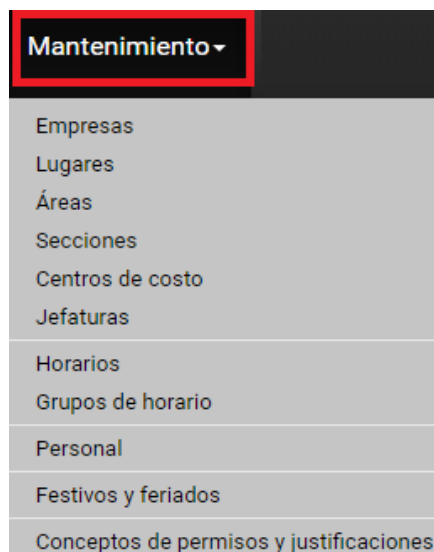 Mantenimiento
Empresas
Lugares
Áreas
Secciones
Centros de costo
Jefaturas
Horarios
Grupos de horario
Personal
Festivos y feriados
Conceptos de permisos y justificaciones